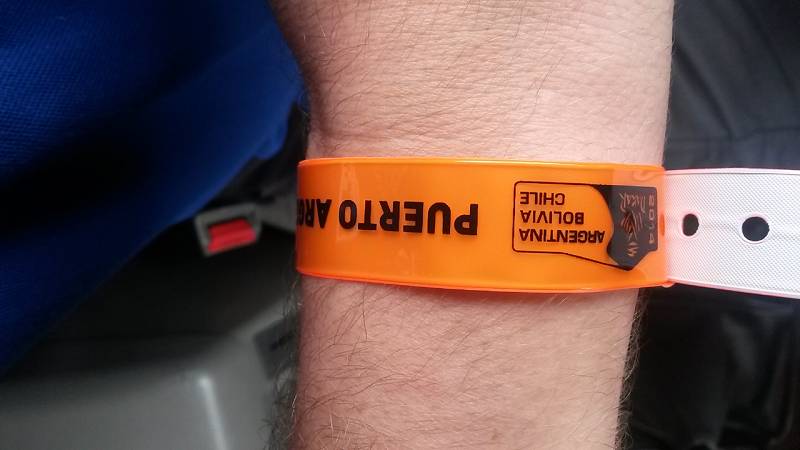 ARGENTINA
BOLIVIA
CHILE
2014
PUERTO